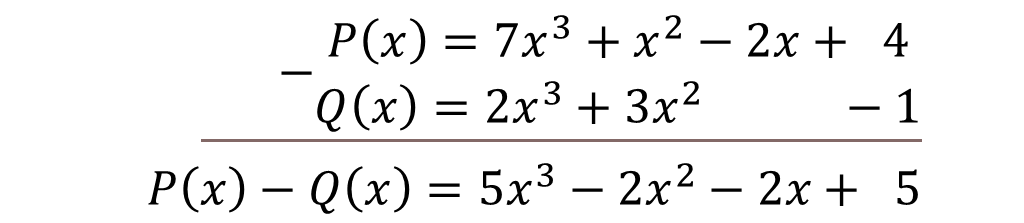 P(x) = 7x³ + x² − 2x + 4
−
Q(x) = 2x³ + 3x² − 1
P(x) − Q(x) = 5x³ − 2x² − 2x + 5